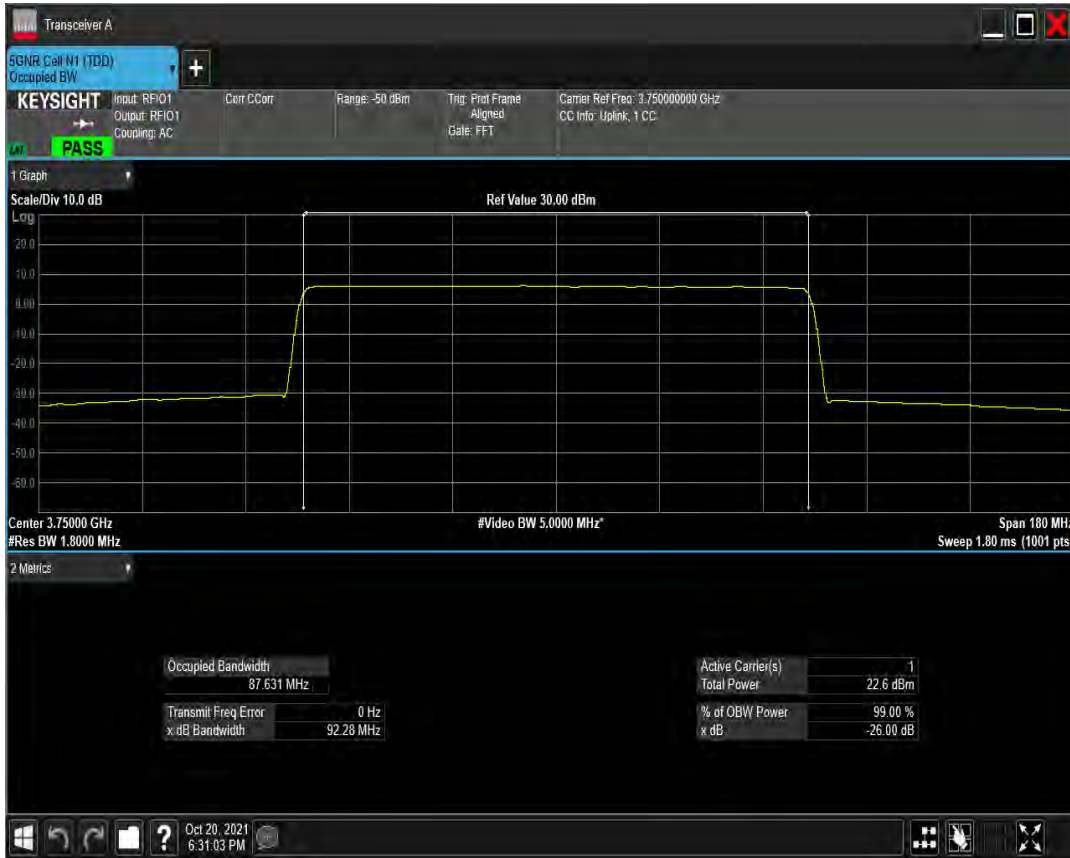 Transceiver A
5GNR Cell N1 (TDD)
Occupied BW
KEYSIGHT
PASS
Input: RFIO1
Output: RFIO1
Coupling: AC
Corr CCorr
Range: -50 dBm
Trig: Prot Frame
Aligned
Gate: FFT
Carrier Ref Freq: 3.750000000 GHz
CC Info: Uplink, 1 CC
1 Graph
Scale/Div 10.0 dB
Ref Value 30.00 dBm
Log
20.0
10.0
0.00
-10.0
-20.0
-30.0
-40.0
-50.0
-60.0
Center 3.75000 GHz
#Video BW 5.0000 MHz*
Span 180 MHz
#Res BW 1.8000 MHz
Sweep 1.80 ms (1001 pts
2 Metrics
Occupied Bandwidth
87.631 MHz
Transmit Freq Error 0 Hz
x dB Bandwidth 92.28 MHz
Active Carrier(s) 1
Total Power 22.6 dBm
% of OBW Power 99.00 %
x dB -26.00 dB
Oct 20, 2021
6:31:03 PM